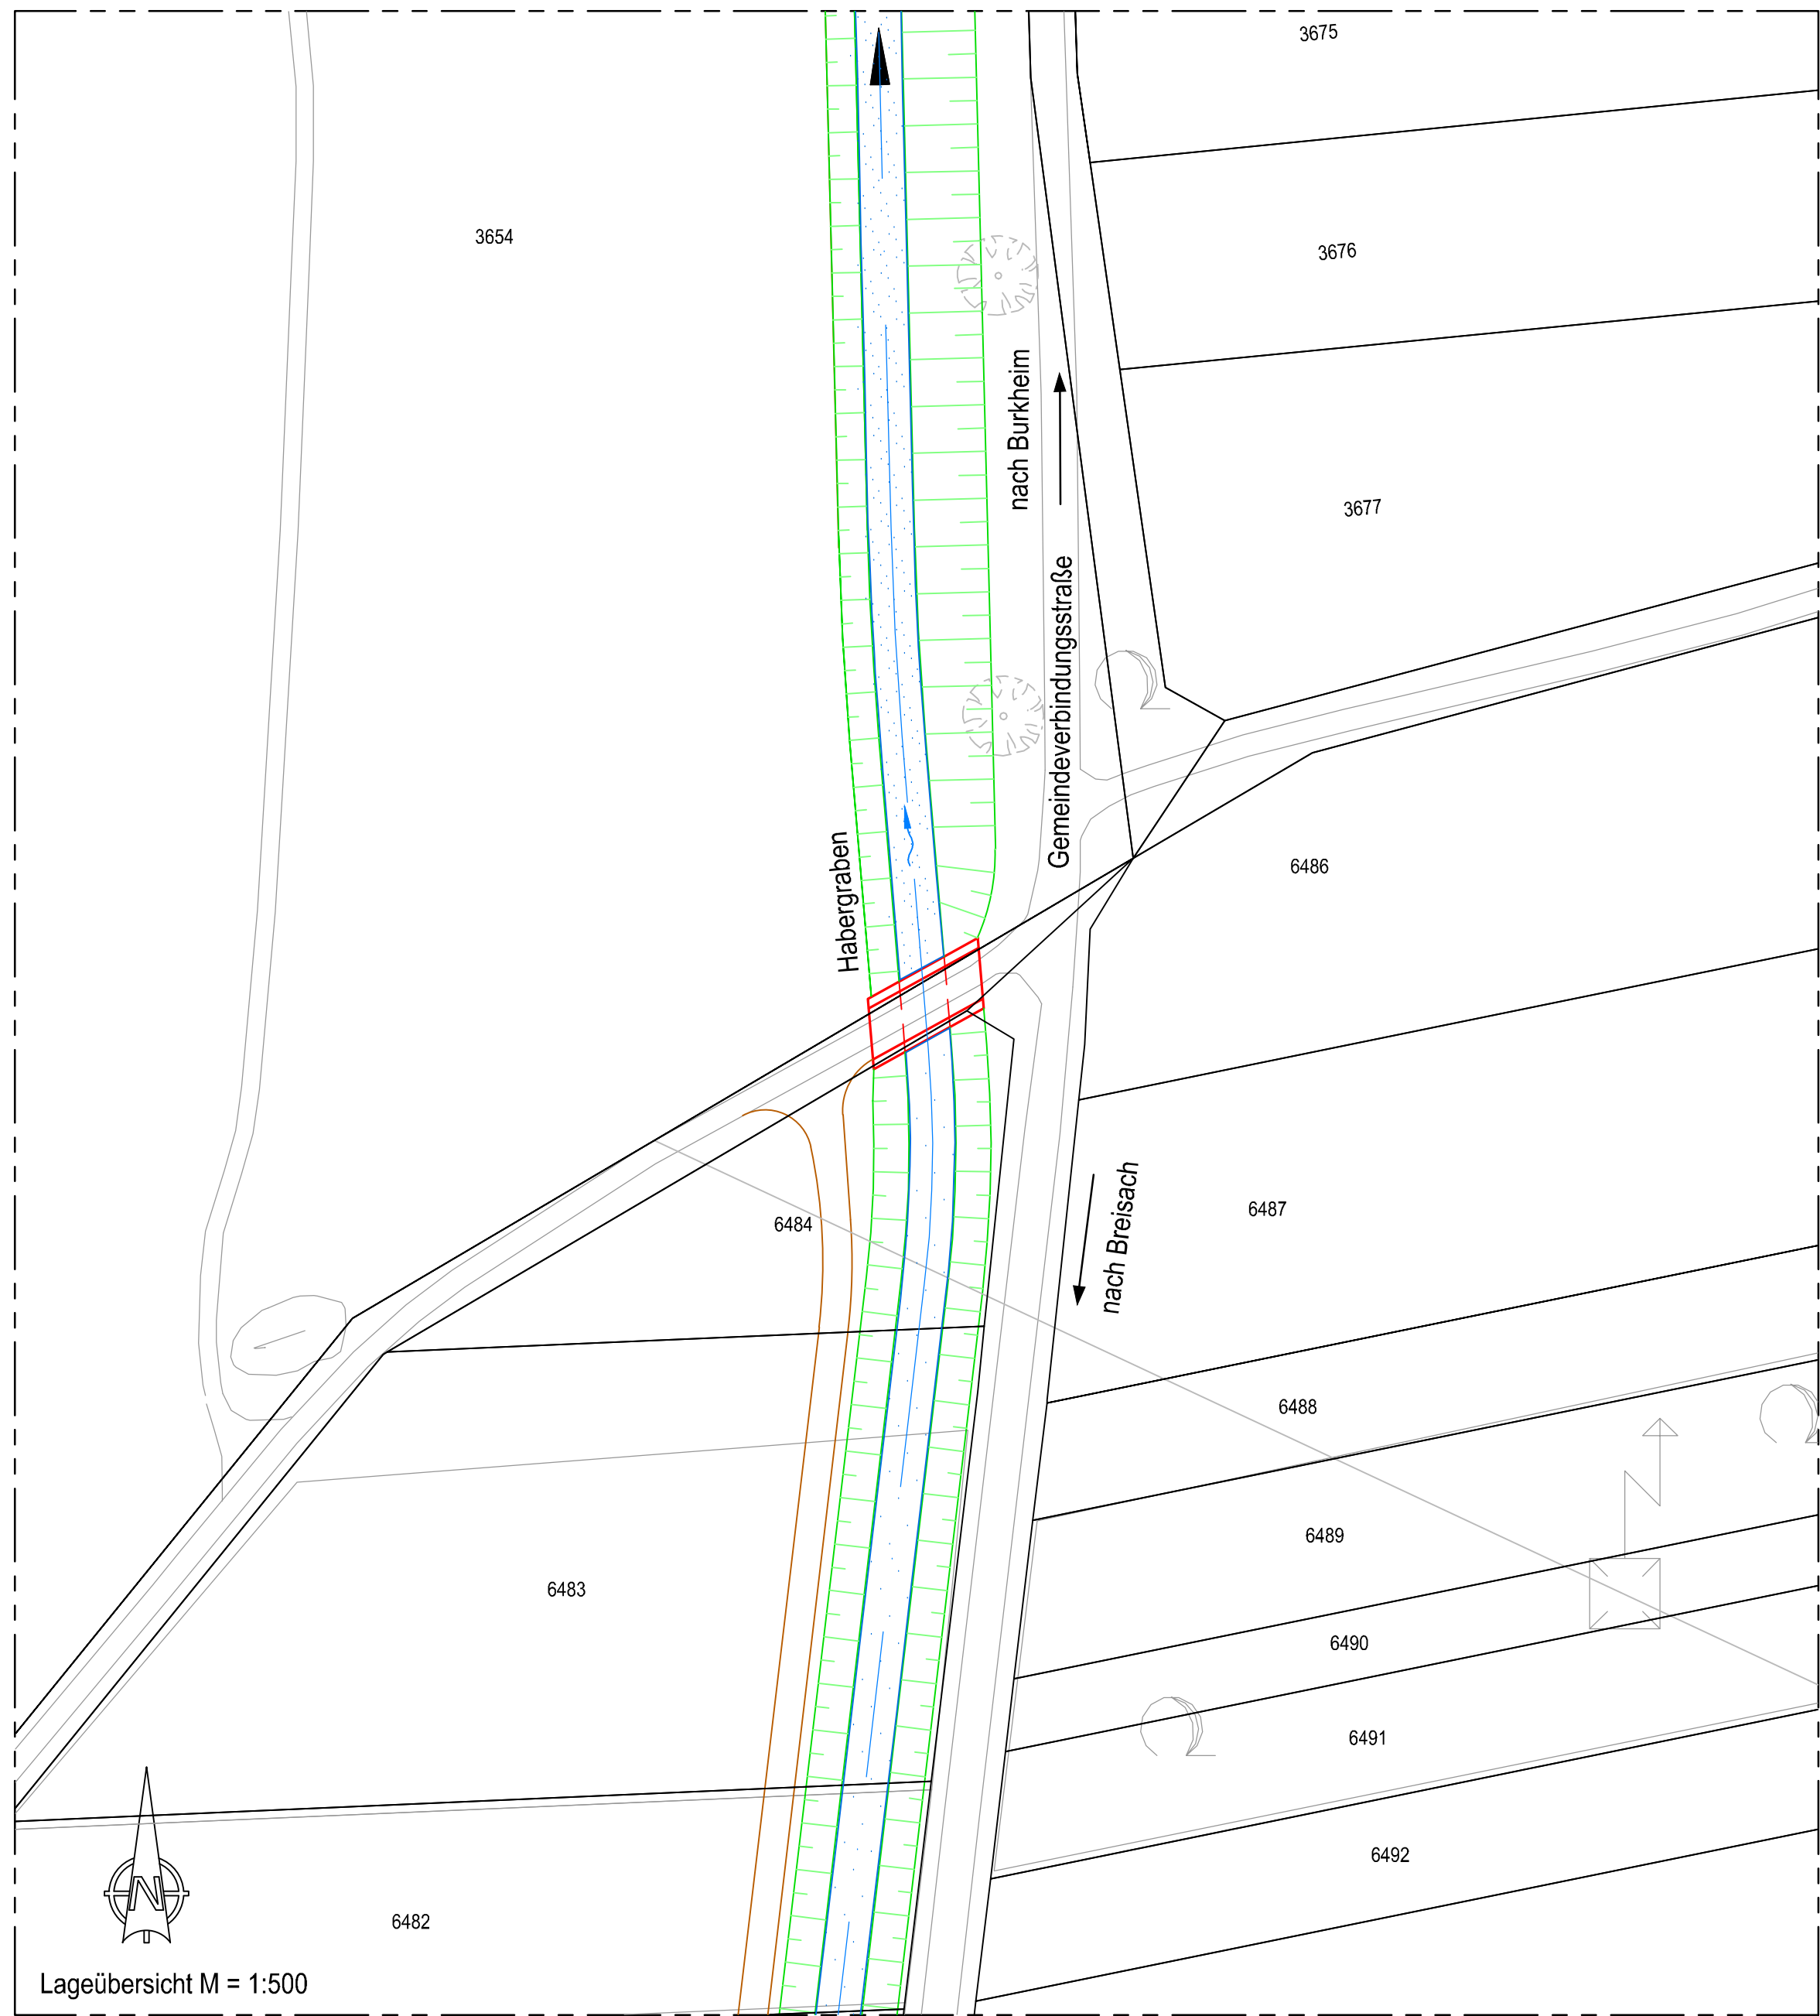 3675
3654
3676
nach Burkheim
3677
Gemeindeverbindungsstraße
Habergraben
6486
nach Breisach
6487
6484
6488
6489
6483
6490
6491
6492
N
6482
Lageübersicht M = 1:500